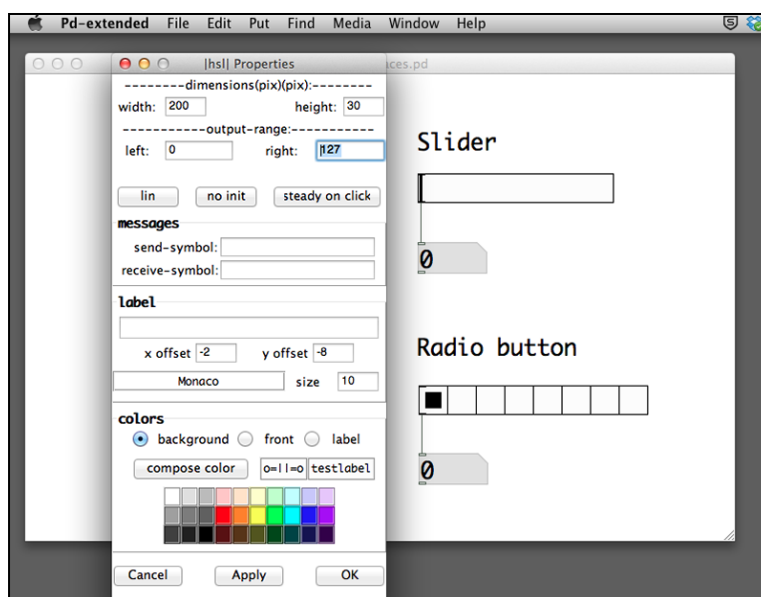 Pd-extended File Edit Put Find Media Window Help
|hsl| Properties
ces.pd
--------dimensions(pix)(pix):--------
width: 200 height: 30
-----------output-range:-----------
left: 0 right: 127
lin no init steady on click
messages
send-symbol:
receive-symbol:
label
x offset -2 y offset -8
Monaco size 10
colors
background front label
compose color o=||=o testlabel
Cancel Apply OK
Slider
0
Radio button
0